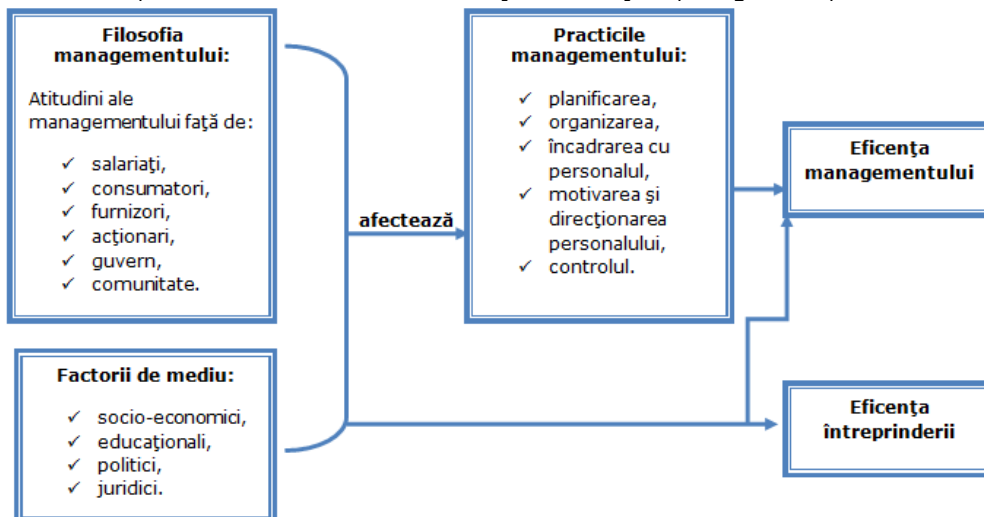 Filosofia
managementului:
Atitudini ale
managementului faţă de:
✓ salariaţi,
✓ consumatori,
✓ furnizori,
✓ acţionari,
✓ guvern,
✓ comunitate.
Factorii de mediu:
✓ socio-economici,
✓ educaţionali,
✓ politici,
✓ juridici.
afectează
Practicile
managementului:
✓ planificarea,
✓ organizarea,
✓ încadrarea cu
personalul,
✓ motivarea şi
direcţionarea
personalului,
✓ controlul.
Eficenţa
managementului
Eficenţa
întreprinderii